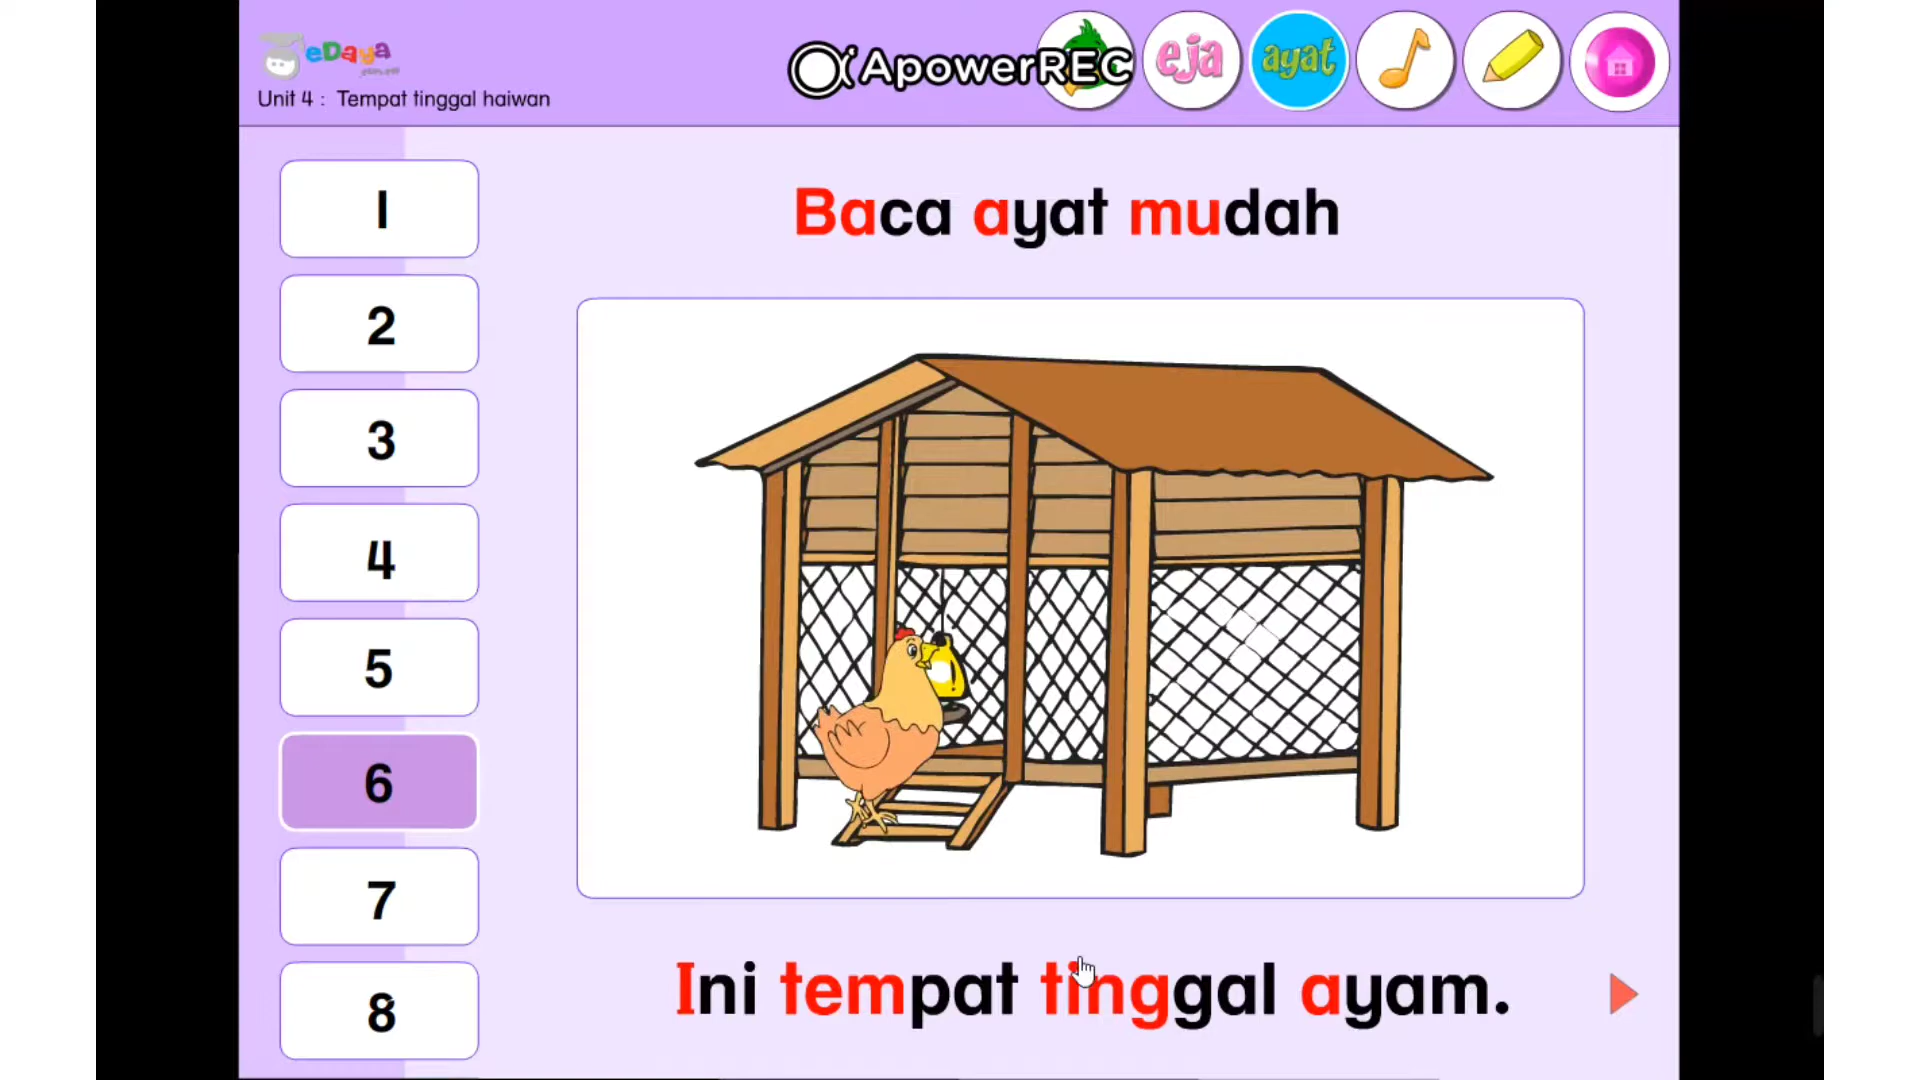 eDaya
ApowerREC
eja
ayat
Unit 4 : Tempat tinggal haiwan
1
2
3
4
5
6
7
8
Baca ayat mudah
Ini tempat tinggal ayam.